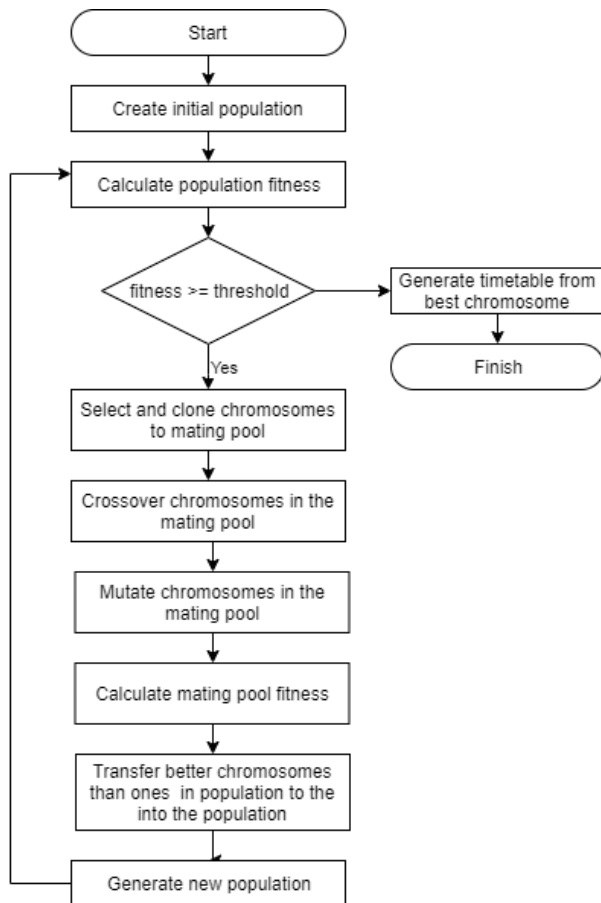 Start
Create initial population
Calculate population fitness
fitness >= threshold
Generate timetable from
best chromosome
Finish
Yes
Select and clone chromosomes
to mating pool
Crossover chromosomes in the
mating pool
Mutate chromosomes in the
mating pool
Calculate mating pool fitness
Transfer better chromosomes
than ones in population to the
into the population
Generate new population